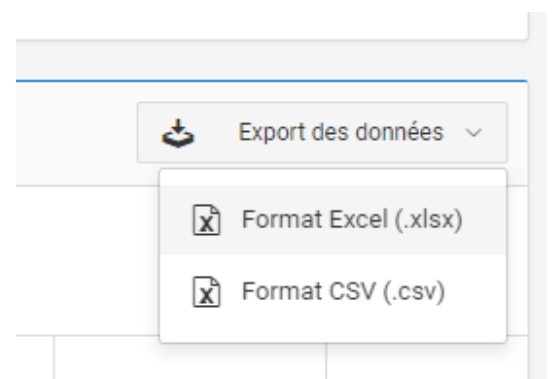 Export des données
Format Excel (.xlsx)
Format CSV (.csv)